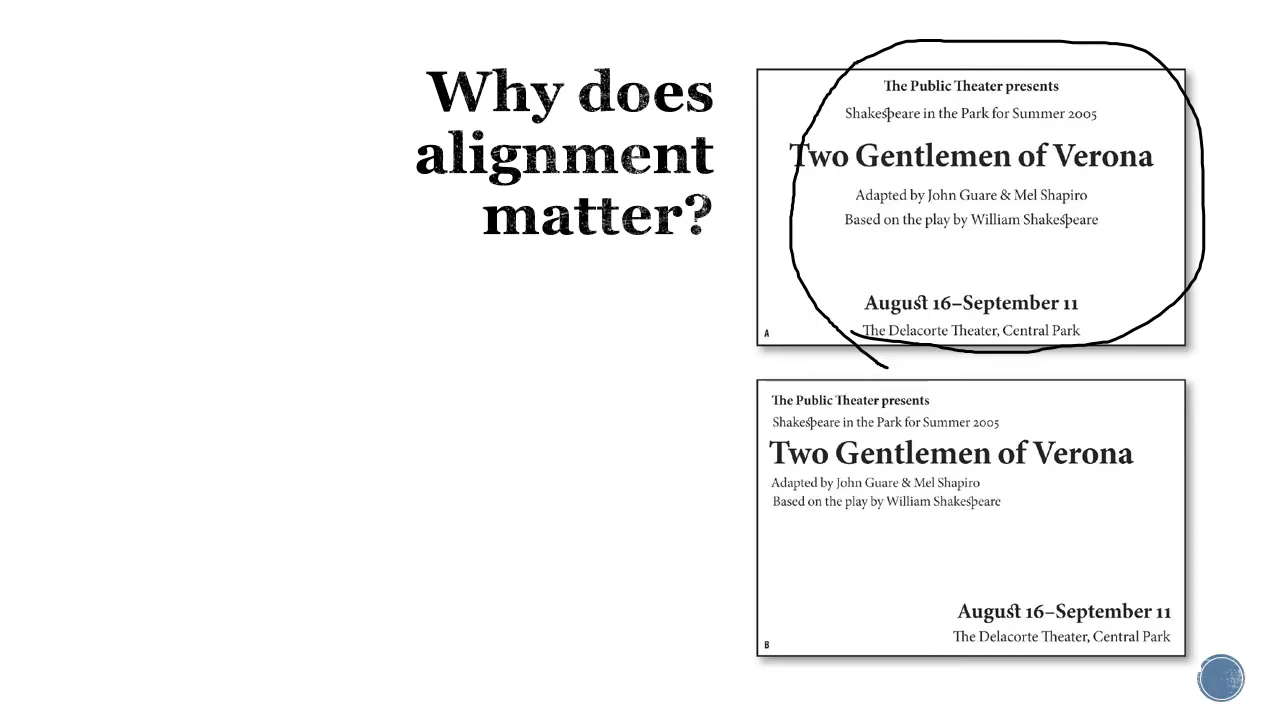 Why does
alignment
matter?
The Public Theater presents
Shakespeare in the Park for Summer 2005
Two Gentlemen of Verona
Adapted by John Guare & Mel Shapiro
Based on the play by William Shakespeare
August 16–September 11
The Delacorte Theater, Central Park
A
The Public Theater presents
Shakespeare in the Park for Summer 2005
Two Gentlemen of Verona
Adapted by John Guare & Mel Shapiro
Based on the play by William Shakespeare
August 16–September 11
The Delacorte Theater, Central Park
B